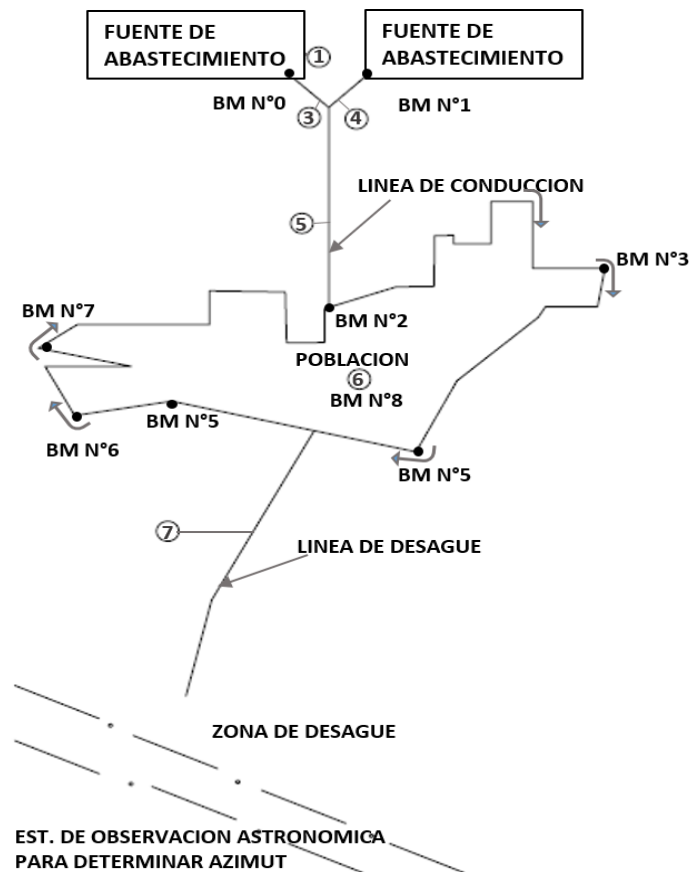 FUENTE DE
ABASTECIMIENTO
1
FUENTE DE
ABASTECIMIENTO
BM N°0
3
4
BM N°1
LINEA DE CONDUCCION
5
BM N°3
BM N°7
BM N°2
POBLACION
6
BM N°8
BM N°5
BM N°6
BM N°5
7
LINEA DE DESAGUE
ZONA DE DESAGUE
EST. DE OBSERVACION ASTRONOMICA
PARA DETERMINAR AZIMUT